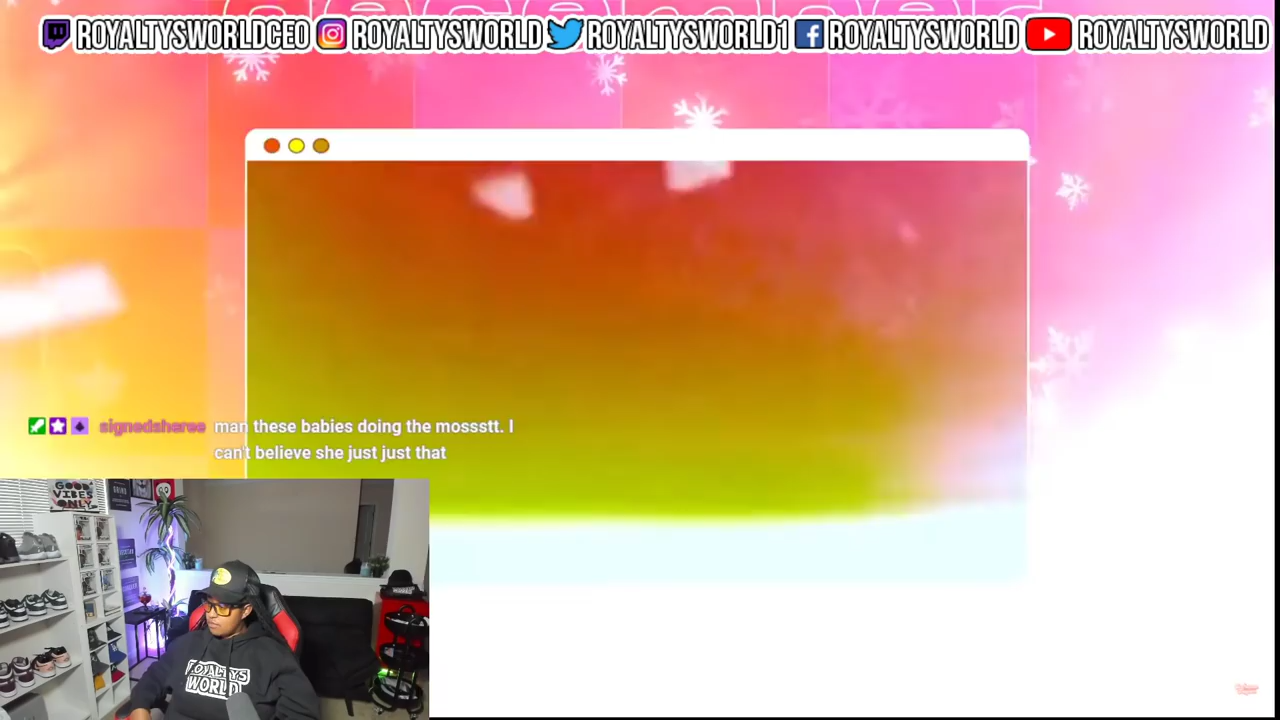 december
ROYALTYSWORLDCEO ROYALTYSWORLD ROYALTYSWORLD1 ROYALTYSWORLD ROYALTYSWORLD
signedsheree man these babies doing the mossstt. I
can't believe she just just that
GOOD
VIBES
ONLY
ROYALTYS
WORLD